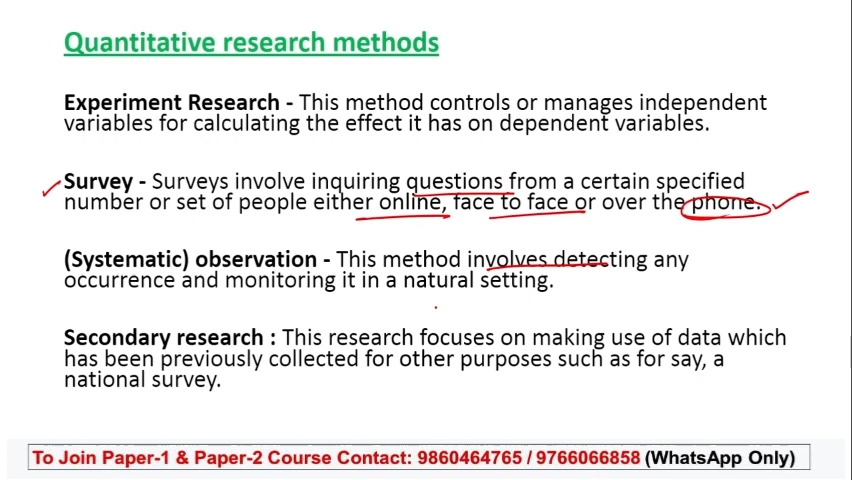 Quantitative research methods
Experiment Research - This method controls or manages independent
variables for calculating the effect it has on dependent variables.
Survey - Surveys involve inquiring questions from a certain specified
number or set of people either online, face to face or over the phone.
(Systematic) observation - This method involves detecting any
occurrence and monitoring it in a natural setting.
Secondary research : This research focuses on making use of data which
has been previously collected for other purposes such as for say, a
national survey.
To Join Paper-1 & Paper-2 Course Contact: 9860464765 / 9766066858 (WhatsApp Only)